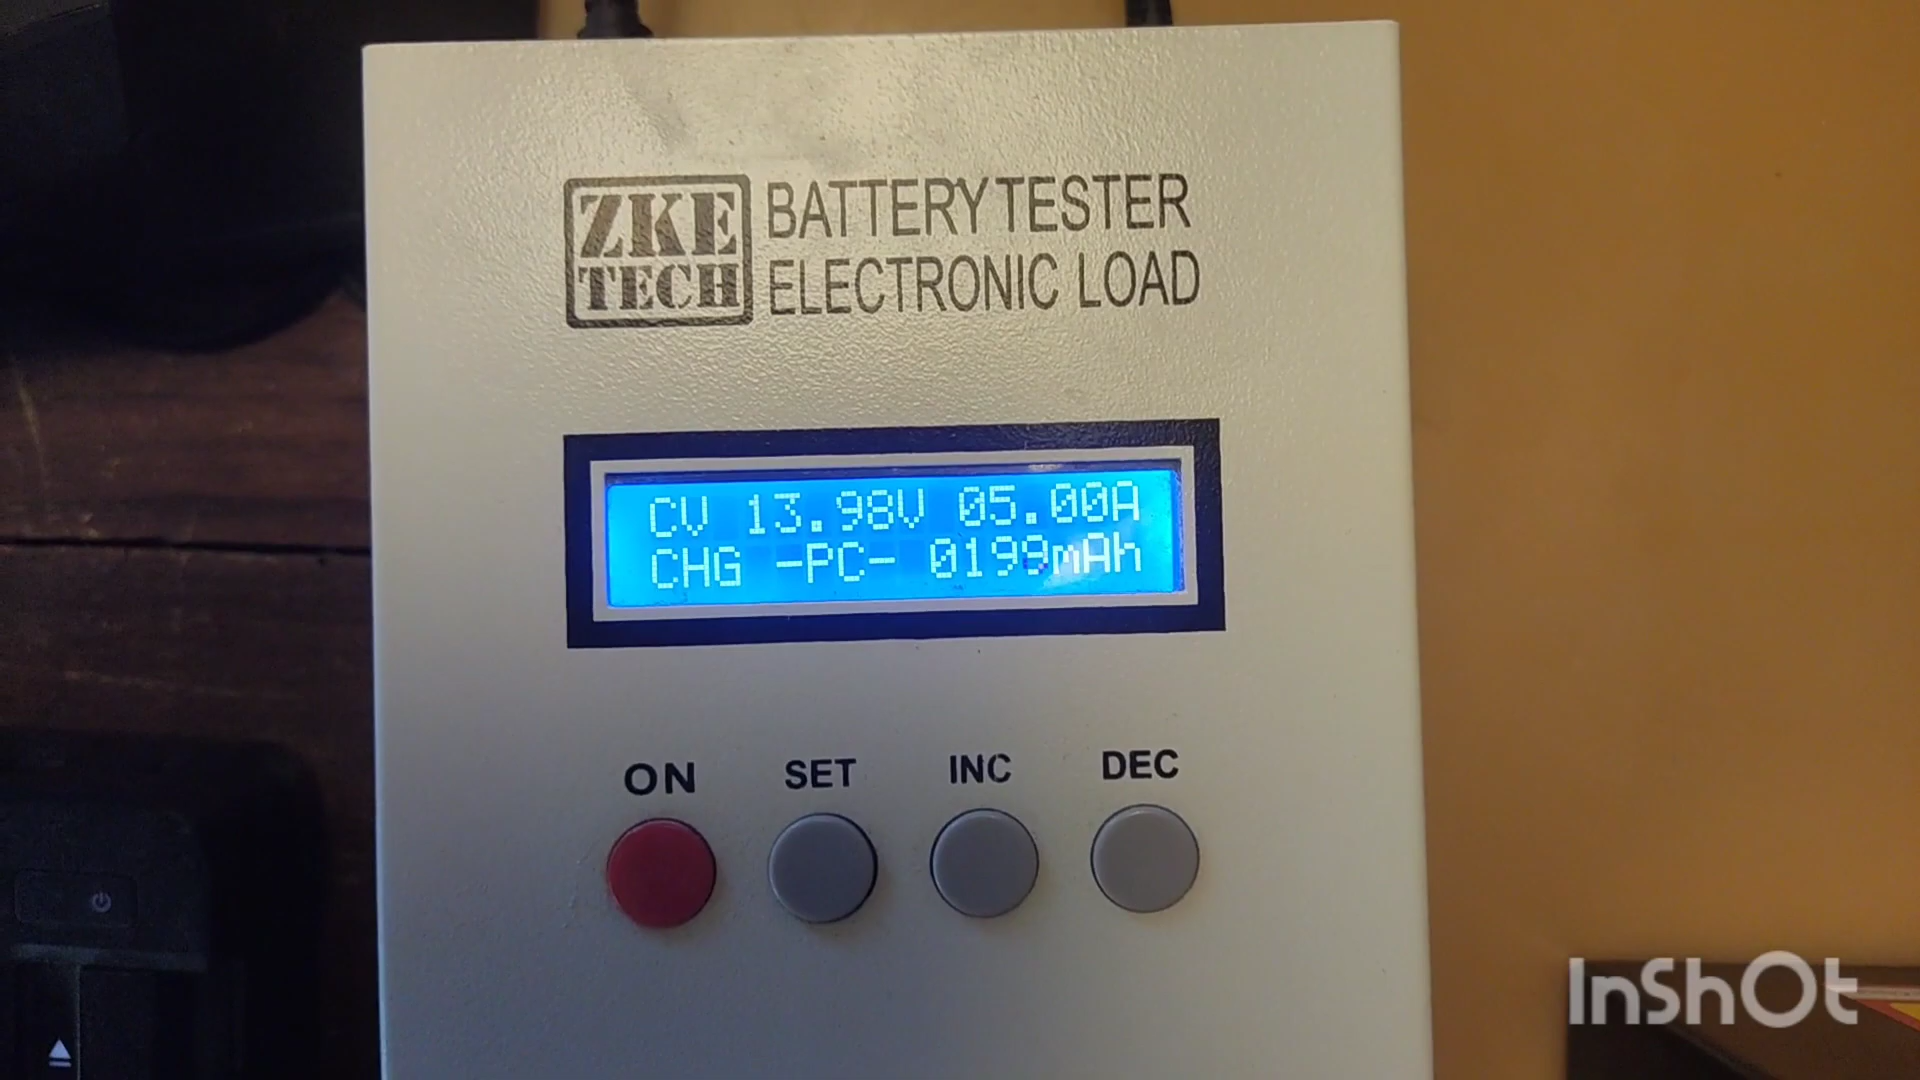 ZKE
TECH
BATTERY TESTER
ELECTRONIC LOAD
CV 13.98V 05.00A
CHG -PC- 0199mAh
ON SET INC DEC
InShOt